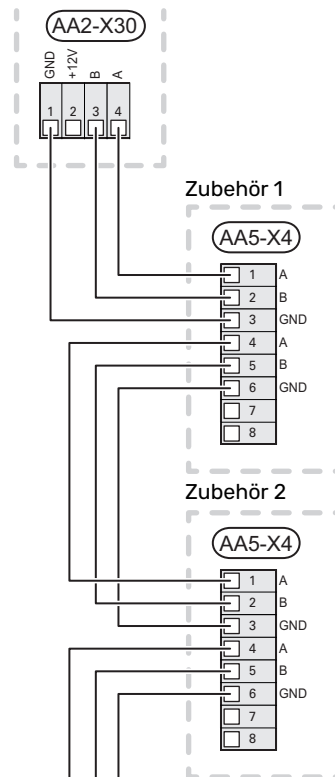 AA2-X30
GND
+12V
B
A
1 2 3 4
Zubehör 1
AA5-X4
1 A
2 B
3 GND
4 A
5 B
6 GND
7
8
Zubehör 2
AA5-X4
1 A
2 B
3 GND
4 A
5 B
6 GND
7
8